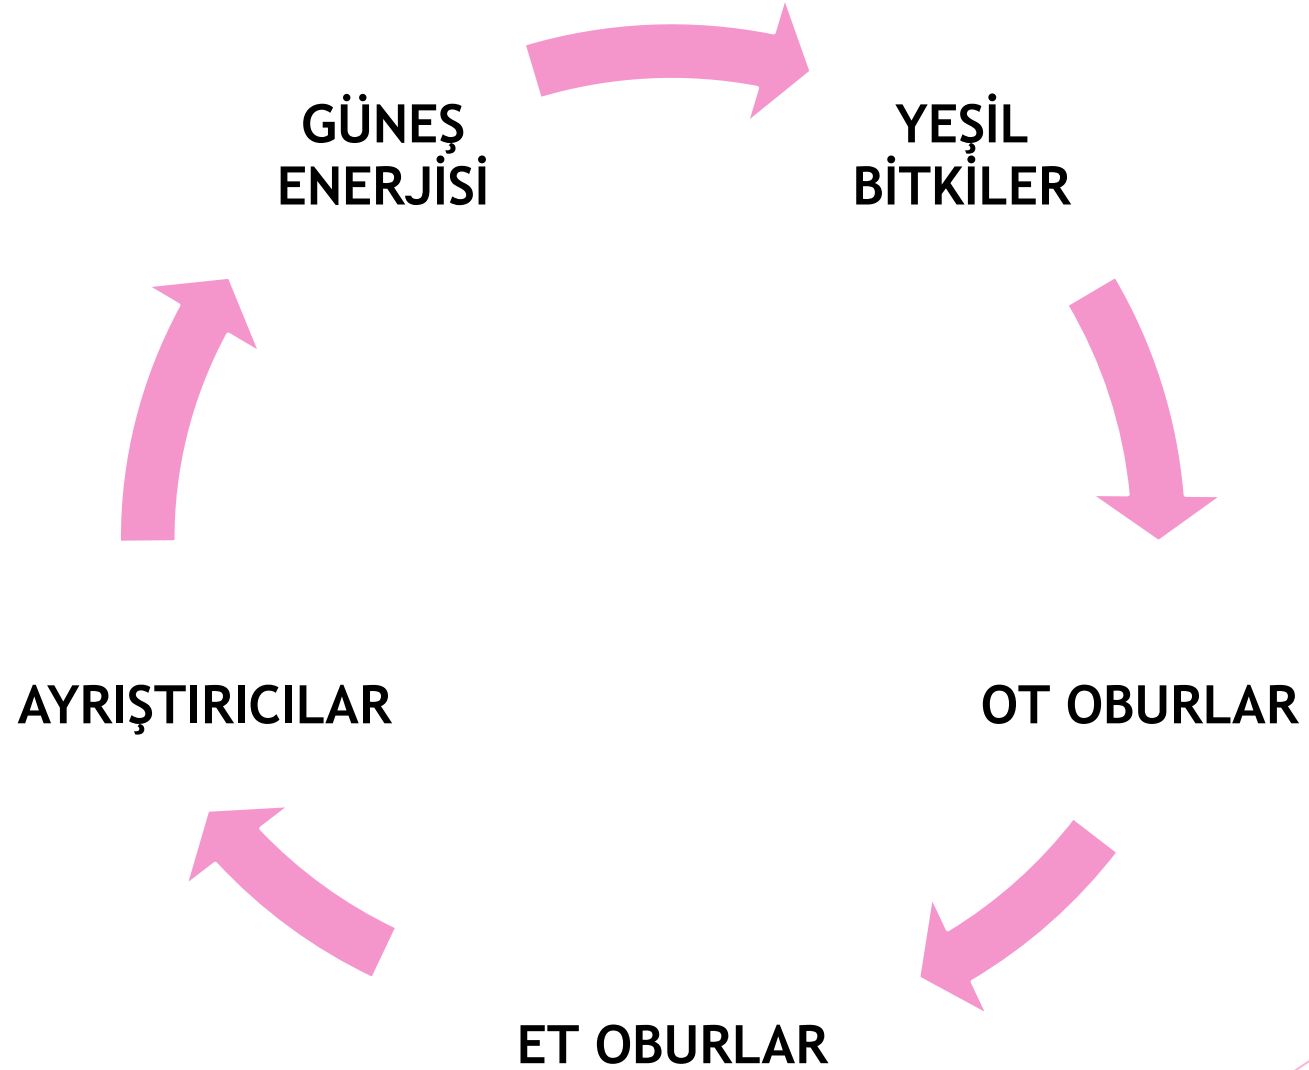 GÜNEŞ
ENERJİSİ
YEŞİL
BİTKİLER
OT OBURLAR
ET OBURLAR
AYRIŞTIRICILAR